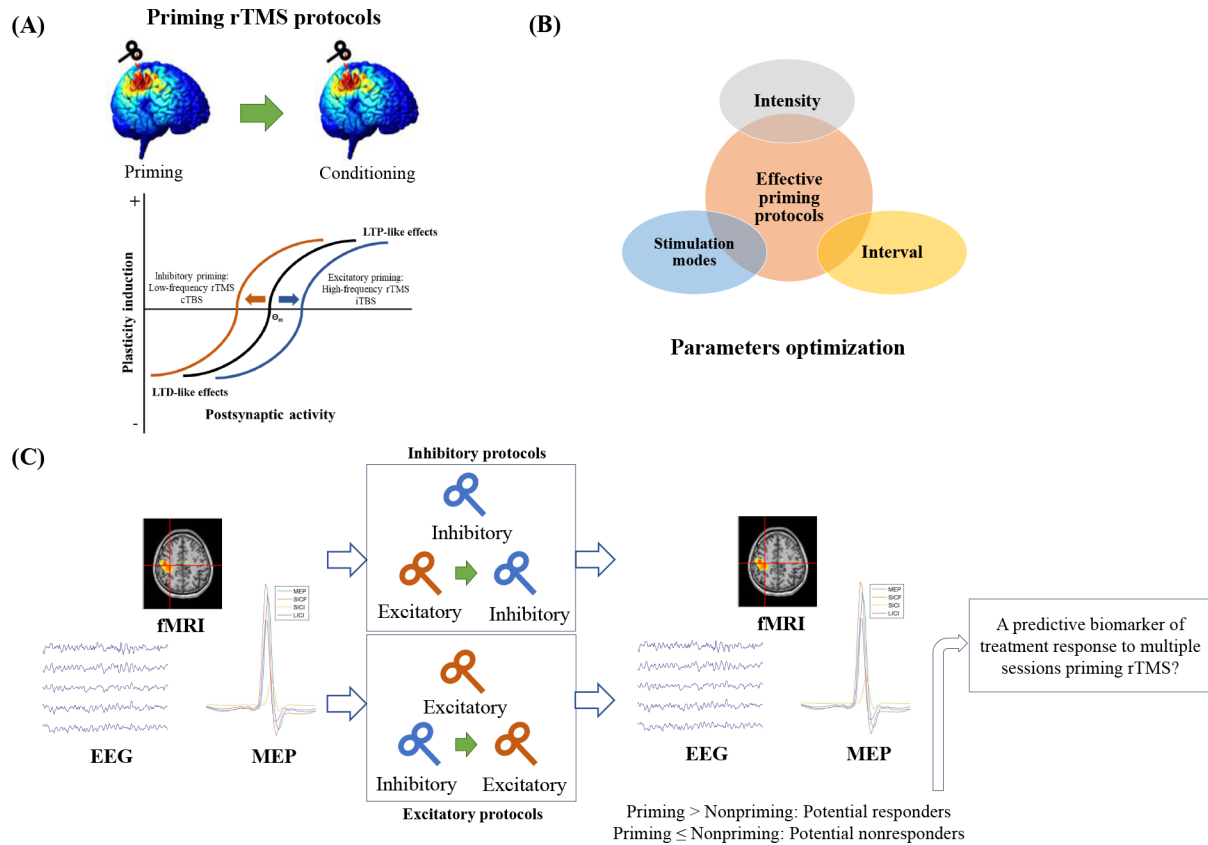 (A)
Priming rTMS protocols
Priming
Conditioning
+
Plasticity induction
-
LTP-like effects
Inhibitory priming:
Low-frequency rTMS
cTBS
Excitatory priming:
High-frequency rTMS
iTBS
Θm
LTD-like effects
Postsynaptic activity
(B)
Intensity
Effective
priming
protocols
Stimulation
modes
Interval
Parameters optimization
(C)
fMRI
EEG
MEP
SICF
SICI
LICI
MEP
Inhibitory protocols
Inhibitory
Excitatory
Inhibitory
Excitatory
Inhibitory
Excitatory
Excitatory protocols
fMRI
EEG
MEP
SICF
SICI
LICI
MEP
Priming > Nonpriming: Potential responders
Priming ≤ Nonpriming: Potential nonresponders
A predictive biomarker of
treatment response to multiple
sessions priming rTMS?